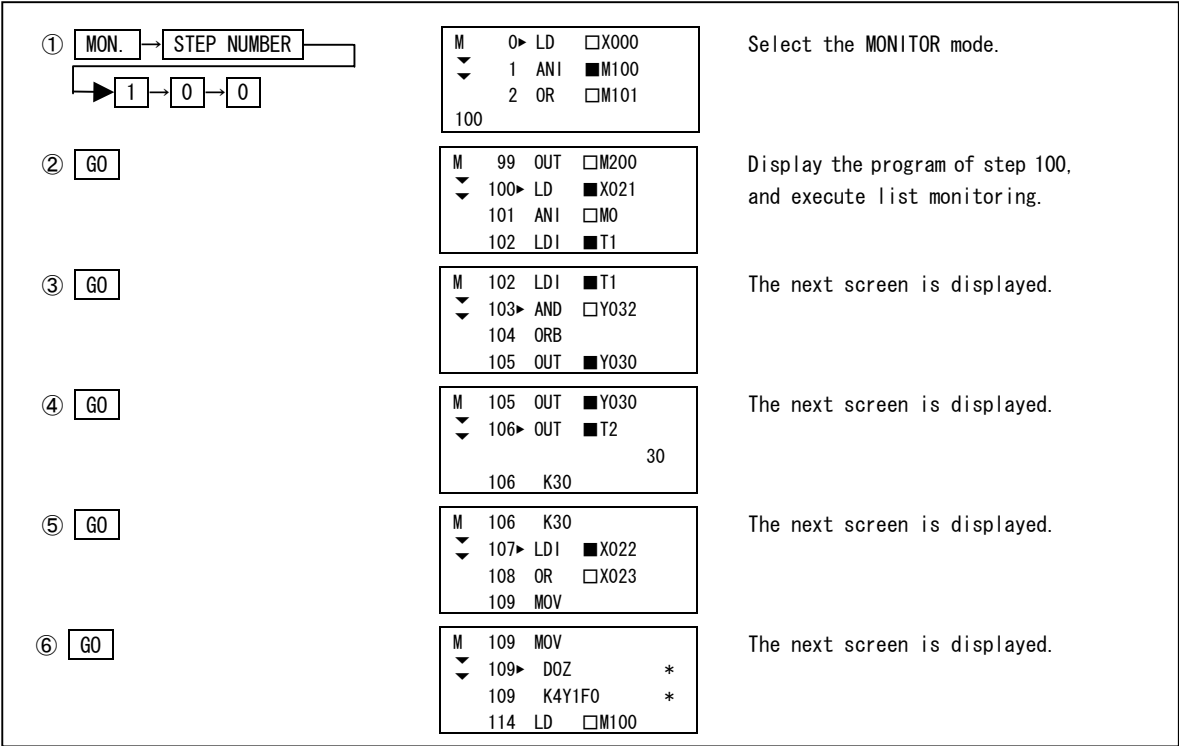 ① MON. → STEP NUMBER
1 → 0 → 0
M 0▶ LD □X000
1 ANI ■M100
2 OR □M101
100
Select the MONITOR mode.
② GO
M 99 OUT □M200
100▶ LD ■X021
101 ANI □M0
102 LDI ■T1
Display the program of step 100,
and execute list monitoring.
③ GO
M 102 LDI ■T1
103▶ AND □Y032
104 ORB
105 OUT ■Y030
The next screen is displayed.
④ GO
M 105 OUT ■Y030
106▶ OUT ■T2
30
106 K30
The next screen is displayed.
⑤ GO
M 106 K30
107▶ LDI ■X022
108 OR □X023
109 MOV
The next screen is displayed.
⑥ GO
M 109 MOV
109▶ D0Z *
109 K4Y1F0 *
114 LD □M100
The next screen is displayed.